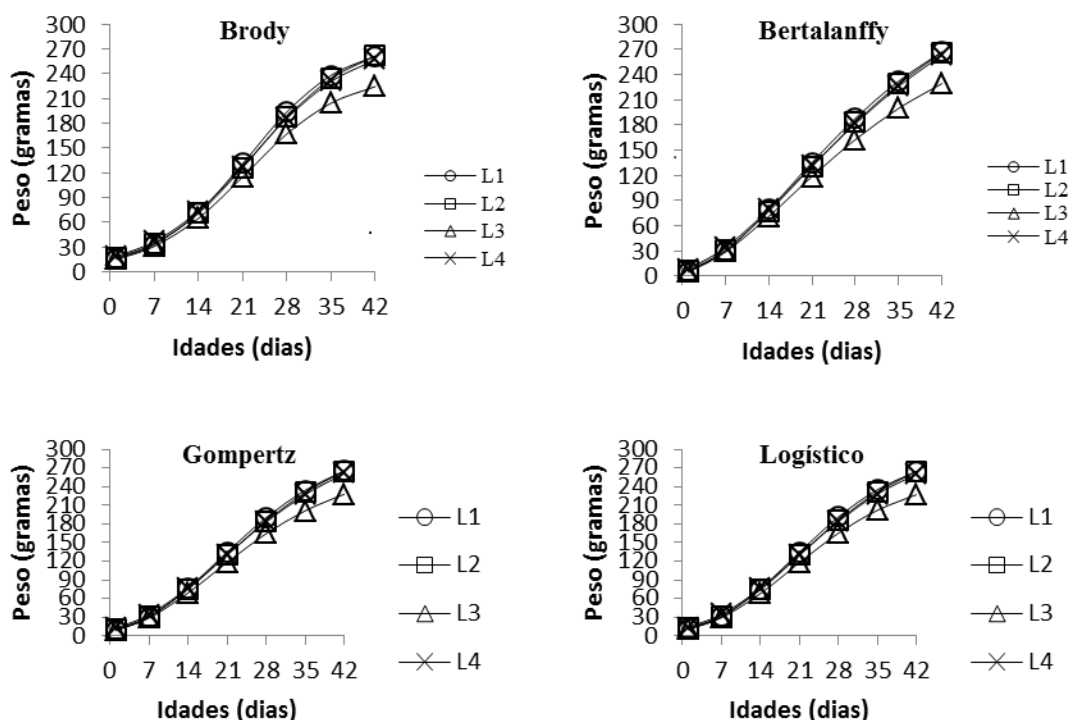 Brody
Peso (gramas)
300
270
240
210
180
150
120
90
60
30
0
0 7 14 21 28 35 42
Idades (dias)
L1
L2
L3
L4
Bertalanffy
Peso (gramas)
300
270
240
210
180
150
120
90
60
30
0
0 7 14 21 28 35 42
Idades (dias)
L1
L2
L3
L4
Gompertz
Peso (gramas)
300
270
240
210
180
150
120
90
60
30
0
0 7 14 21 28 35 42
Idades (dias)
L1
L2
L3
L4
Logístico
Peso (gramas)
300
270
240
210
180
150
120
90
60
30
0
0 7 14 21 28 35 42
Idades (dias)
L1
L2
L3
L4